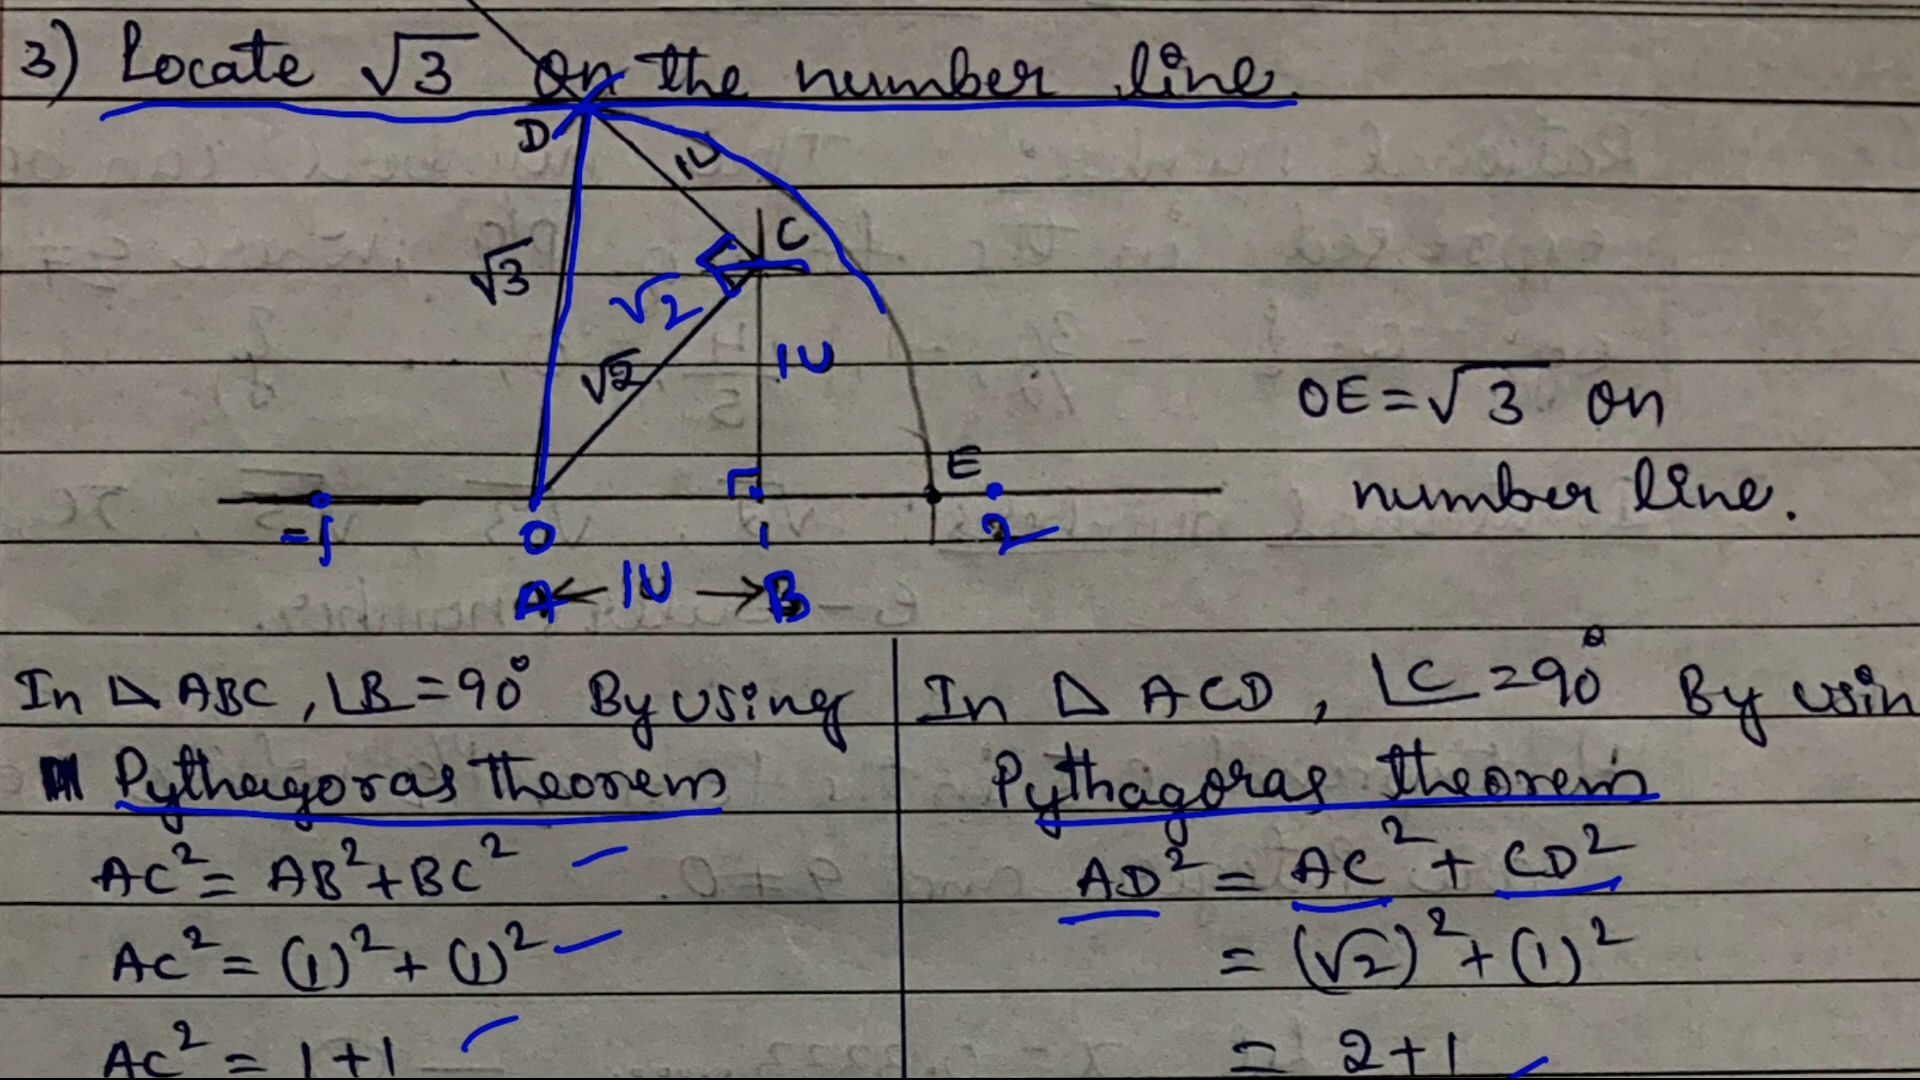 3) Locate √3 on the number line.
D
1U
C
√3
√2
√2
1U
OE = √3 on
number line.
E
-1
0
1
2
A ← 1U → B
In △ ABC, ∟B = 90° By using
Pythagoras theorem
AC² = AB² + BC²
AC² = (1)² + (1)²
AC² = 1 + 1
In △ ACD, ∟C = 90° By usin
Pythagoras theorem
AD² = AC² + CD²
= (√2)² + (1)²
= 2 + 1